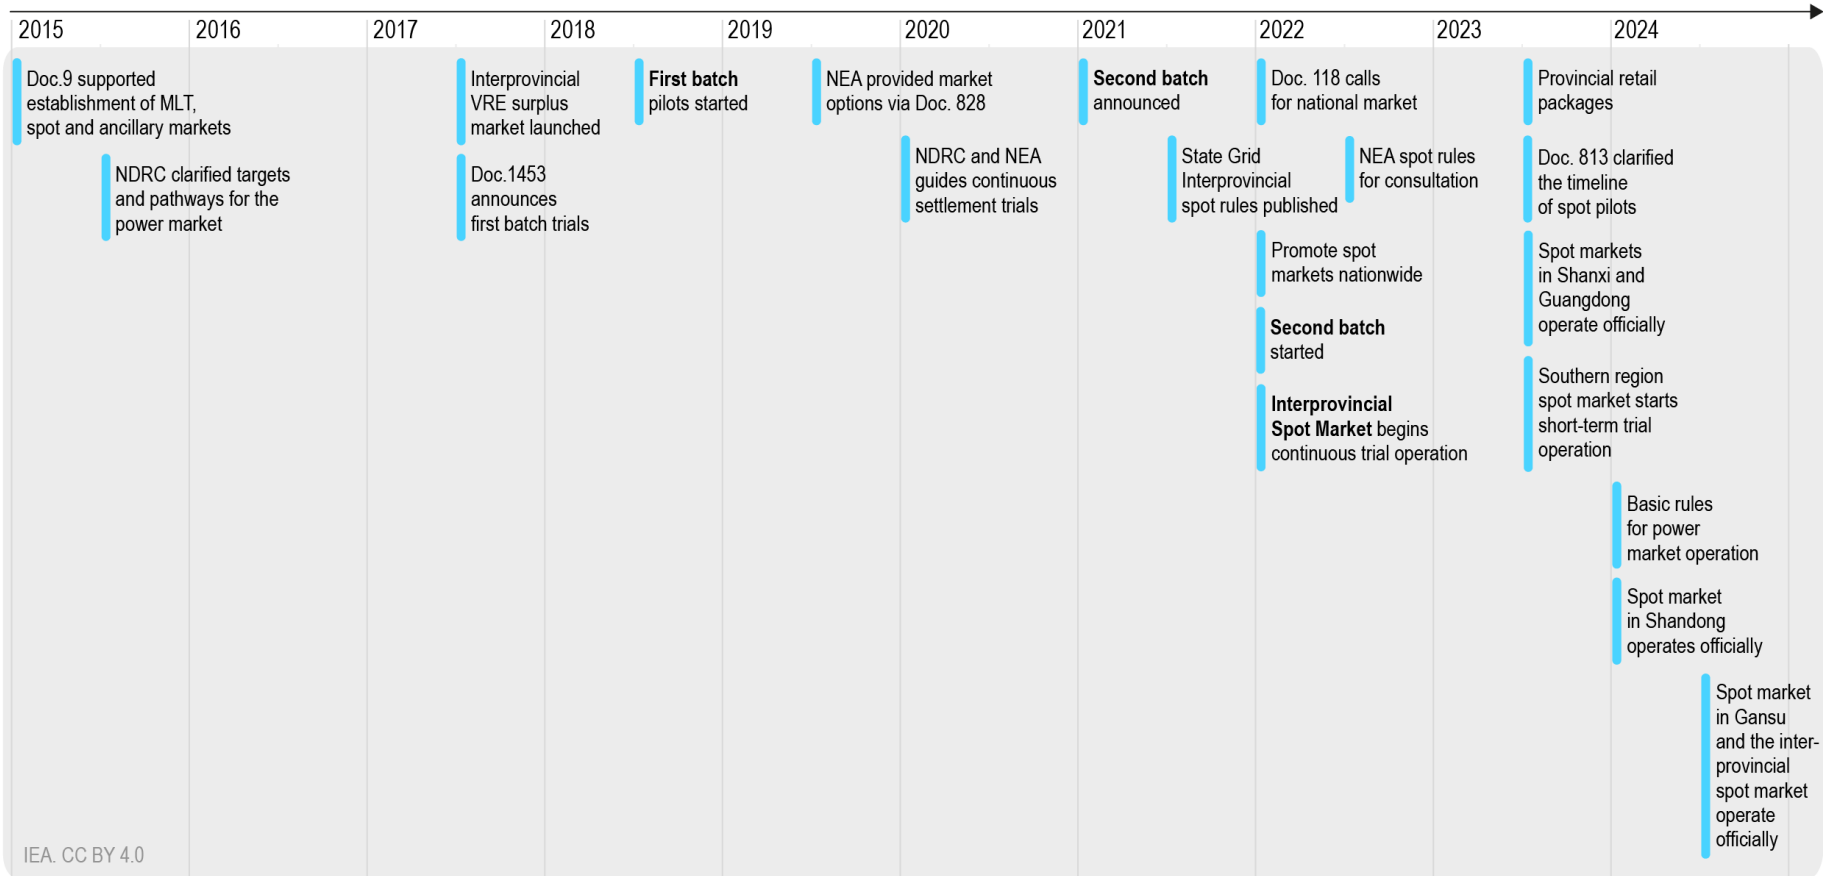 2015
2016
2017
2018
2019
2020
2021
2022
2023
2024
Doc.9 supported
establishment of MLT,
spot and ancillary markets
NDRC clarified targets
and pathways for the
power market
Interprovincial
VRE surplus
market launched
Doc.1453
announces
first batch trials
First batch
pilots started
NEA provided market
options via Doc. 828
NDRC and NEA
guides continuous
settlement trials
Second batch
announced
State Grid
Interprovincial
spot rules published
Doc. 118 calls
for national market
NEA spot rules
for consultation
Promote spot
markets nationwide
Second batch
started
Interprovincial
Spot Market begins
continuous trial operation
Provincial retail
packages
Doc. 813 clarified
the timeline
of spot pilots
Spot markets
in Shanxi and
Guangdong
operate officially
Southern region
spot market starts
short-term trial
operation
Basic rules
for power
market operation
Spot market
in Shandong
operates officially
Spot market
in Gansu
and the inter-
provincial
spot market
operate
officially
IEA. CC BY 4.0